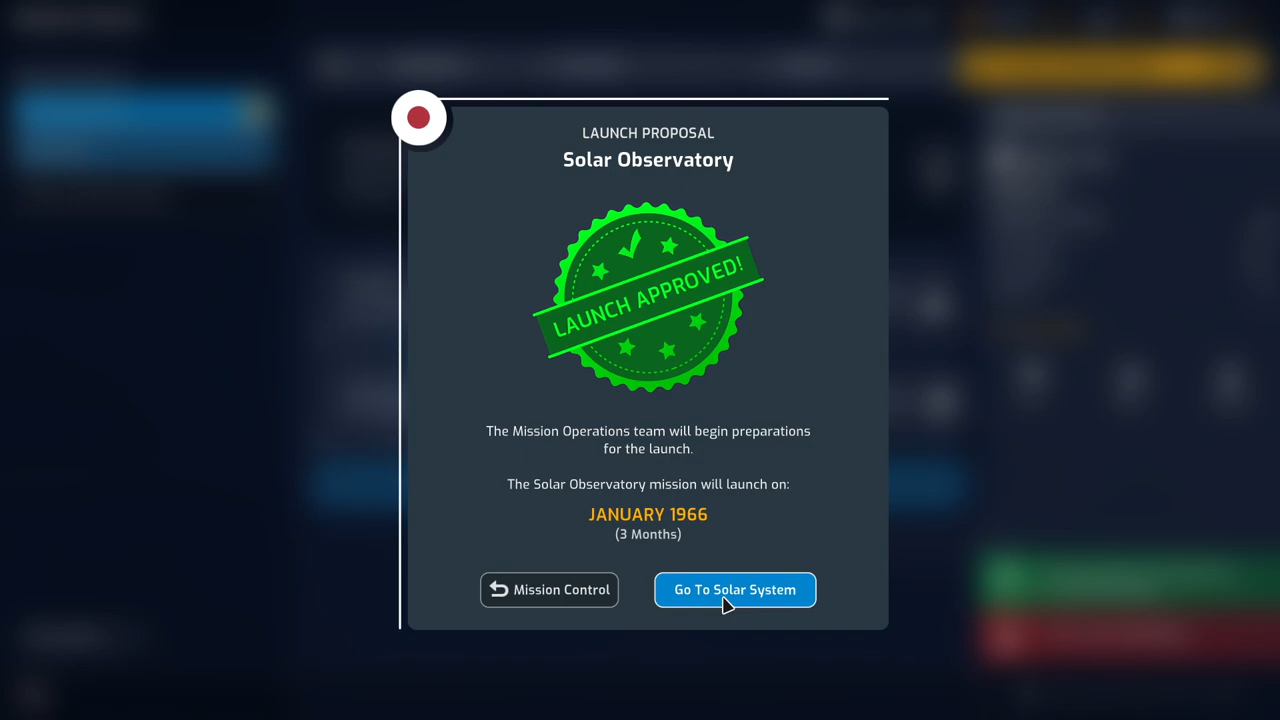 LAUNCH PROPOSAL
Solar Observatory
LAUNCH APPROVED!
The Mission Operations team will begin preparations
for the launch.
The Solar Observatory mission will launch on:
JANUARY 1966
(3 Months)
Mission Control
Go To Solar System